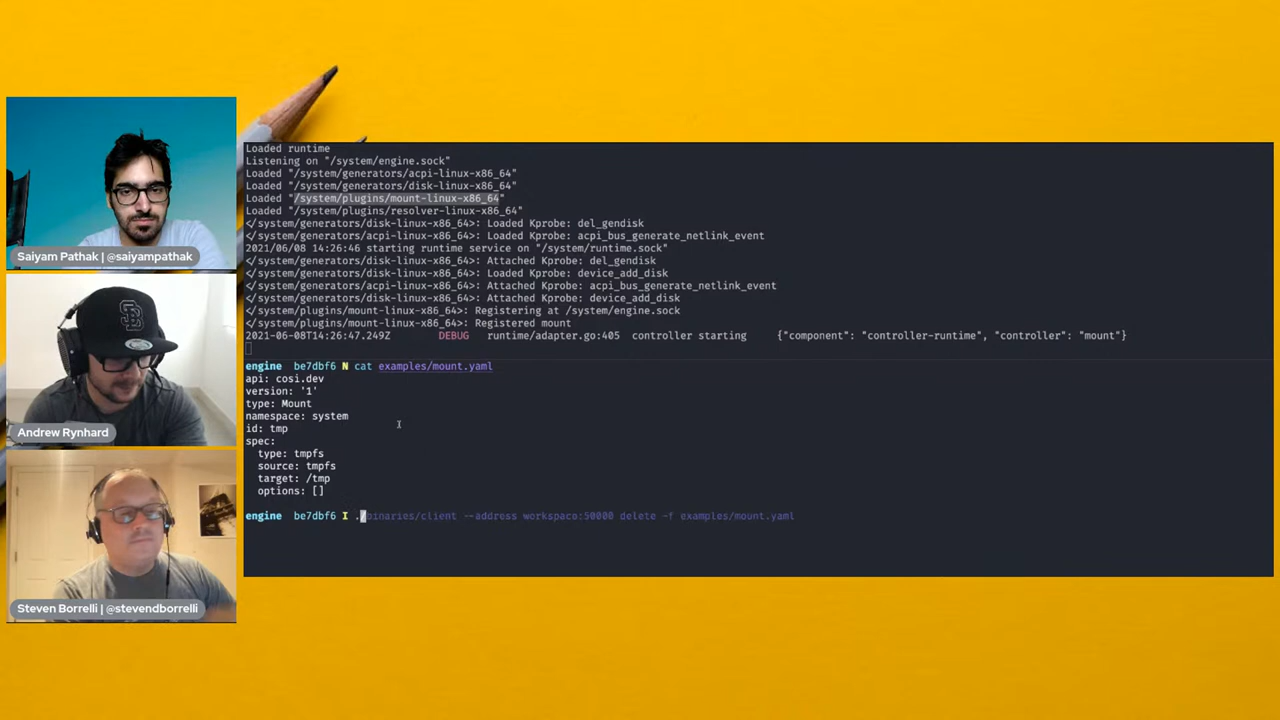 Saiyam Pathak | @saiyampathak
Andrew Rynhard
Steven Borrelli | @stevendborrelli
Loaded runtime
Listening on "/system/engine.sock"
Loaded "/system/generators/acpi-linux-x86_64"
Loaded "/system/generators/disk-linux-x86_64"
Loaded "/system/plugins/mount-linux-x86_64"
Loaded "/system/plugins/resolver-linux-x86_64"
</system/generators/disk-linux-x86_64>: Loaded Kprobe: del_gendisk
</system/generators/acpi-linux-x86_64>: Loaded Kprobe: acpi_bus_generate_netlink_event
2021/06/08 14:26:46 starting runtime service on "/system/runtime.sock"
</system/generators/disk-linux-x86_64>: Attached Kprobe: del_gendisk
</system/generators/disk-linux-x86_64>: Loaded Kprobe: device_add_disk
</system/generators/acpi-linux-x86_64>: Attached Kprobe: acpi_bus_generate_netlink_event
</system/generators/disk-linux-x86_64>: Attached Kprobe: device_add_disk
</system/plugins/mount-linux-x86_64>: Registering at /system/engine.sock
</system/plugins/mount-linux-x86_64>: Registered mount
2021-06-08T14:26:47.249Z DEBUG runtime/adapter.go:405 controller starting {"component": "controller-runtime", "controller": "mount"}
engine be7dbf6 N cat examples/mount.yaml
api: cosi.dev
version: '1'
type: Mount
namespace: system
id: tmp
spec:
type: tmpfs
source: tmpfs
target: /tmp
options: []
engine be7dbf6 I ./binaries/client --address workspaco:50000 delete -f examples/mount.yaml